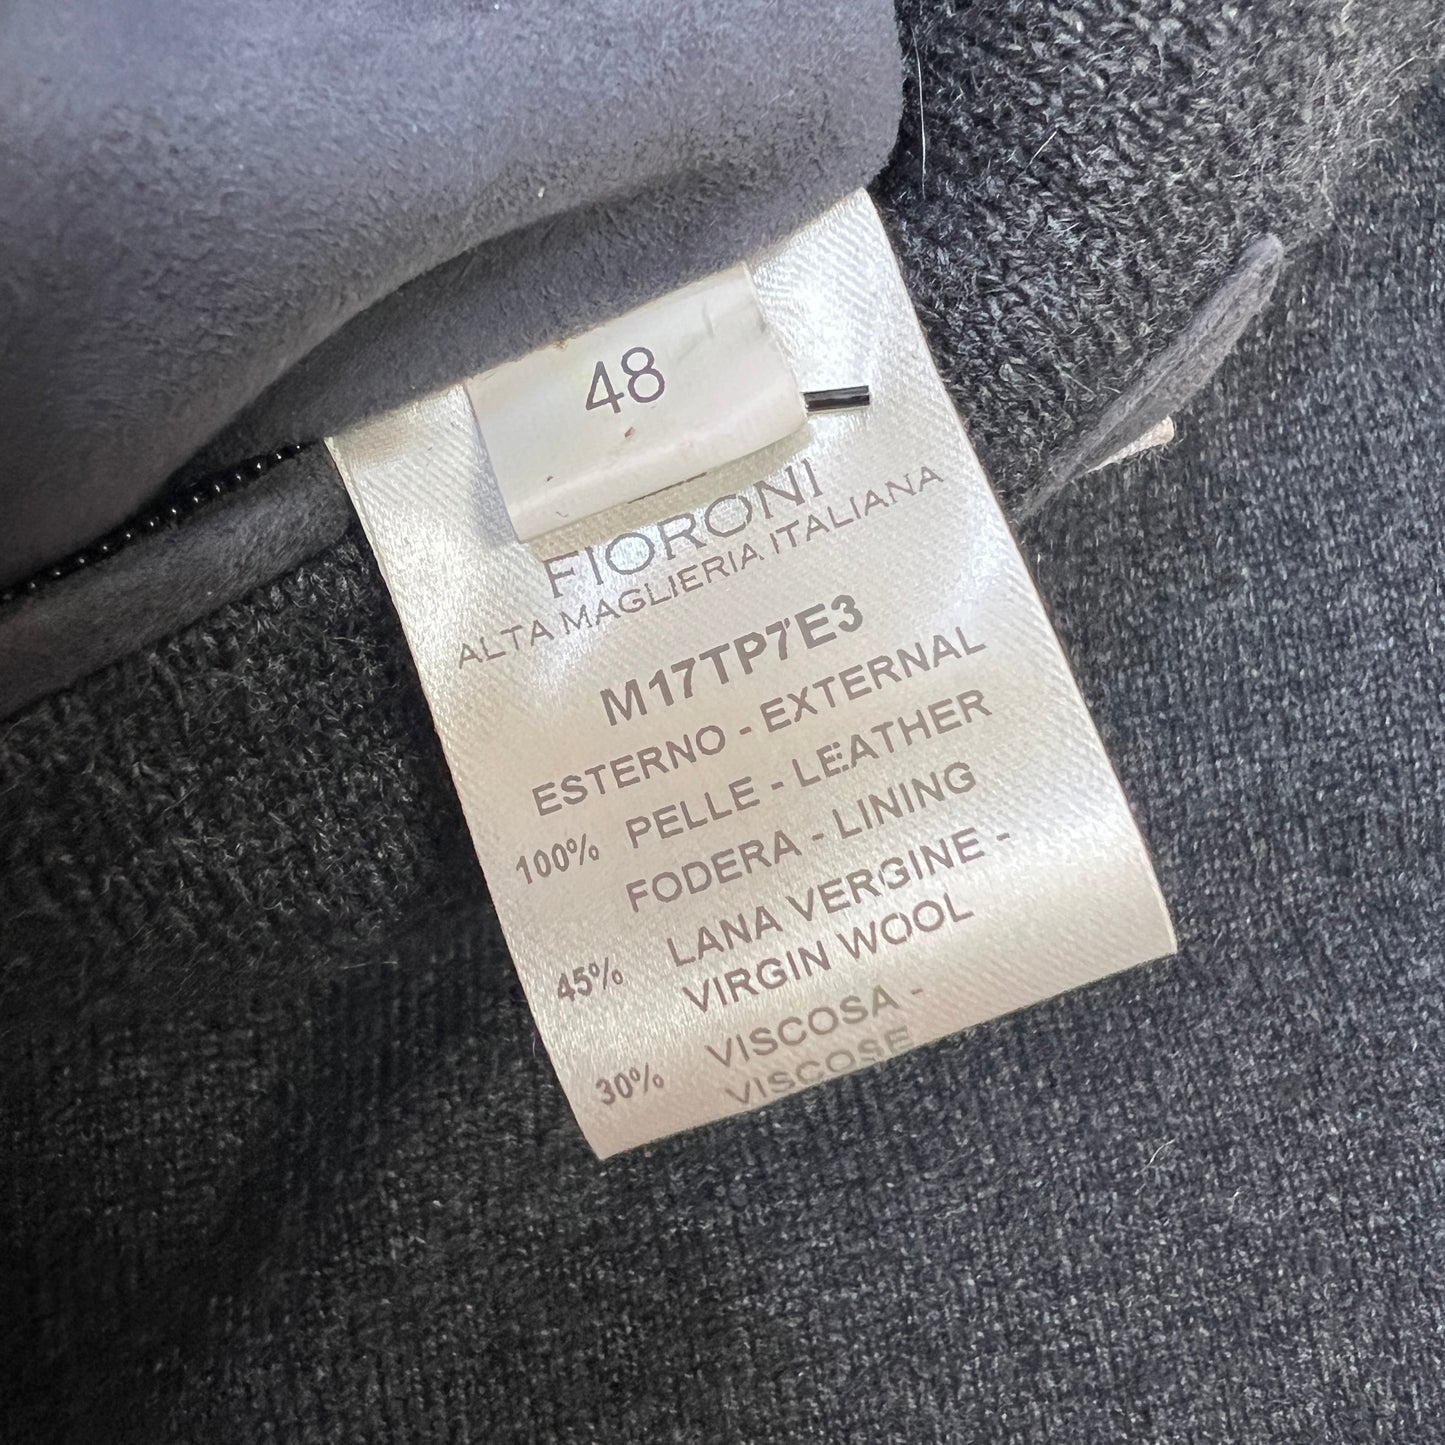 48
FIORONI
ALTA MAGLIERIA ITALIANA
M17TP7E3
ESTERNO - EXTERNAL
100% PELLE - LEATHER
FODERA - LINING
45% LANA VERGINE -
VIRGIN WOOL
30% VISCOSA -
VISCOSE